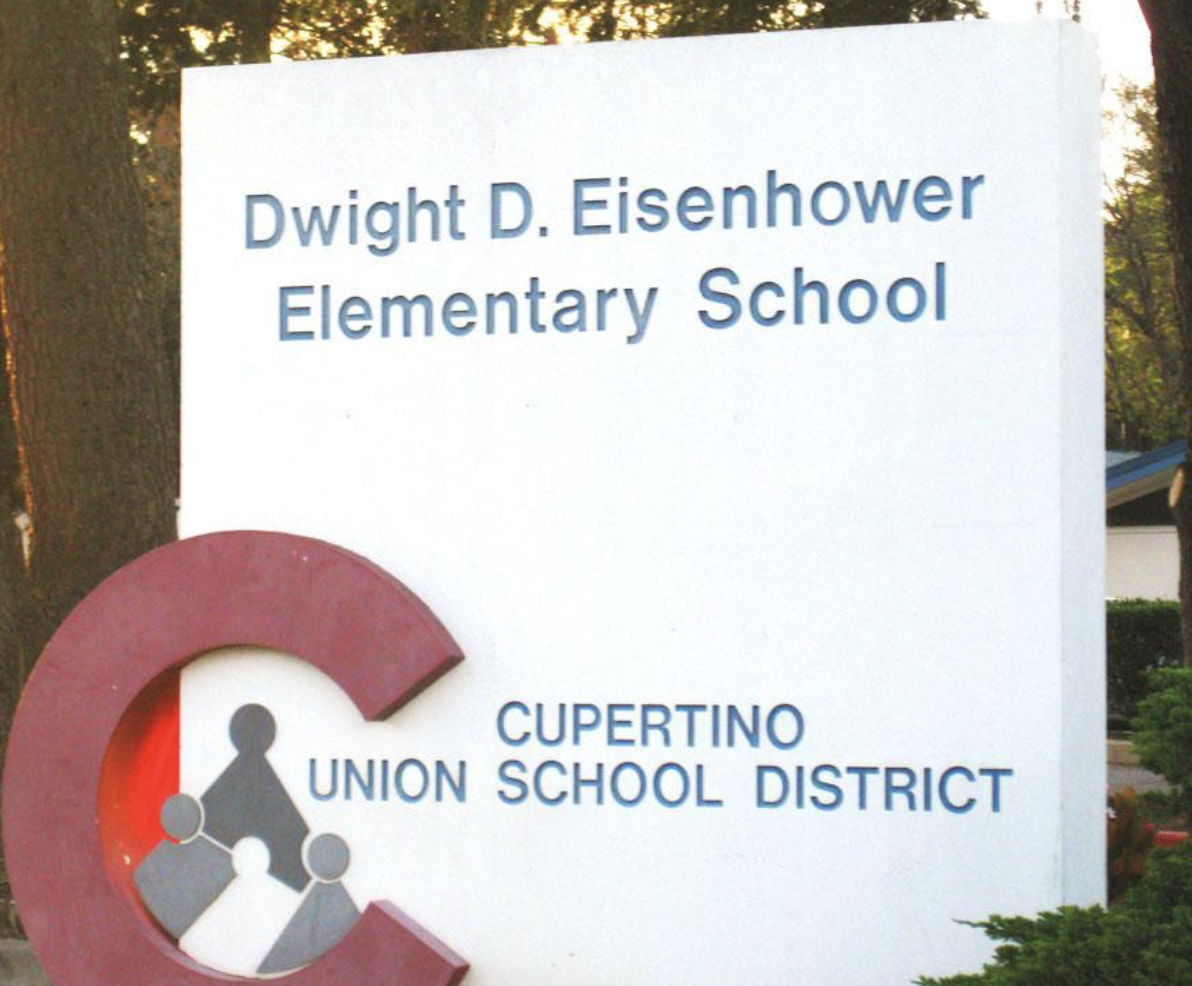 Dwight D. Eisenhower
Elementary School
CUPERTINO
UNION SCHOOL DISTRICT